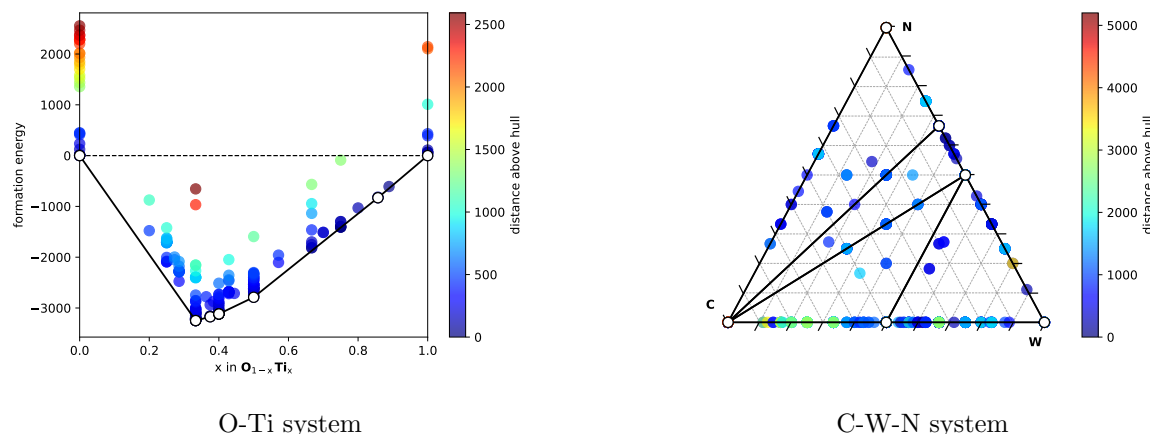 2000
1000
0
−1000
−2000
−3000
formation energy
0.0 0.2 0.4 0.6 0.8 1.0
x in O₁₋ₓTiₓ
2500
2000
1500
1000
500
0
distance above hull
N
C
W
5000
4000
3000
2000
1000
0
distance above hull
O-Ti system
C-W-N system